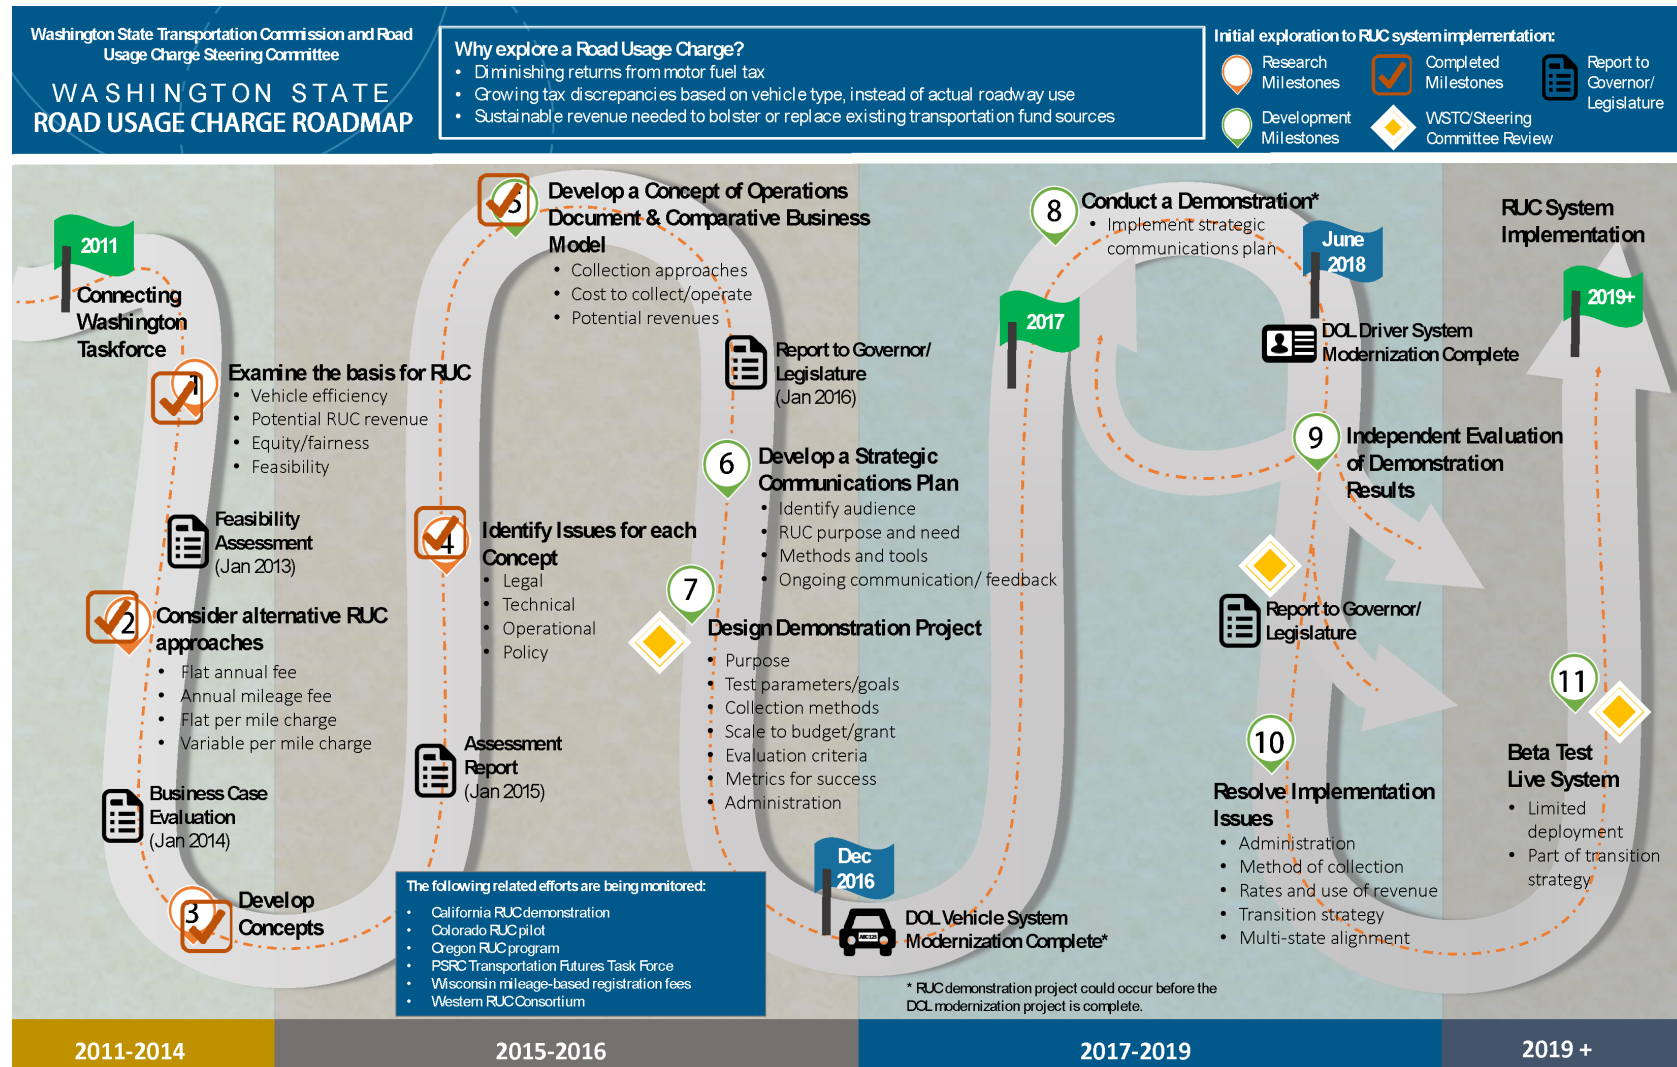 Washington State Transportation Commission and Road
Usage Charge Steering Committee
WASHINGTON STATE
ROAD USAGE CHARGE ROADMAP
Why explore a Road Usage Charge?
• Diminishing returns from motor fuel tax
• Growing tax discrepancies based on vehicle type, instead of actual roadway use
• Sustainable revenue needed to bolster or replace existing transportation fund sources
Initial exploration to RUC system implementation:
Research
Milestones
Completed
Milestones
Report to
Governor/
Legislature
Development
Milestones
WSTC/Steering
Committee Review
2011
Connecting
Washington
Taskforce
1
Examine the basis for RUC
• Vehicle efficiency
• Potential RUC revenue
• Equity/fairness
• Feasibility
Feasibility
Assessment
(Jan 2013)
2
Consider alternative RUC
approaches
• Flat annual fee
• Annual mileage fee
• Flat per mile charge
• Variable per mile charge
Business Case
Evaluation
(Jan 2014)
3
Develop
Concepts
4
Identify Issues for each
Concept
• Legal
• Technical
• Operational
• Policy
Assessment
Report
(Jan 2015)
5
Develop a Concept of Operations
Document & Comparative Business
Model
• Collection approaches
• Cost to collect/operate
• Potential revenues
Report to Governor/
Legislature
(Jan 2016)
6
Develop a Strategic
Communications Plan
• Identify audience
• RUC purpose and need
• Methods and tools
• Ongoing communication/ feedback
7
Design Demonstration Project
• Purpose
• Test parameters/goals
• Collection methods
• Scale to budget/grant
• Evaluation criteria
• Metrics for success
• Administration
The following related efforts are being monitored:
• California RUC demonstration
• Colorado RUC pilot
• Oregon RUC program
• PSRC Transportation Futures Task Force
• Wisconsin mileage-based registration fees
• Western RUC Consortium
Dec
2016
ABC123
DOL Vehicle System
Modernization Complete*
* RUC demonstration project could occur before the
DOL modernization project is complete.
2017
8
Conduct a Demonstration*
• Implement strategic
communications plan
June
2018
DOL Driver System
Modernization Complete
9
Independent Evaluation
of Demonstration
Results
Report to Governor/
Legislature
10
Resolve Implementation
Issues
• Administration
• Method of collection
• Rates and use of revenue
• Transition strategy
• Multi-state alignment
RUC System
Implementation
2019+
11
Beta Test
Live System
• Limited
deployment
• Part of transition
strategy
2011-2014
2015-2016
2017-2019
2019 +